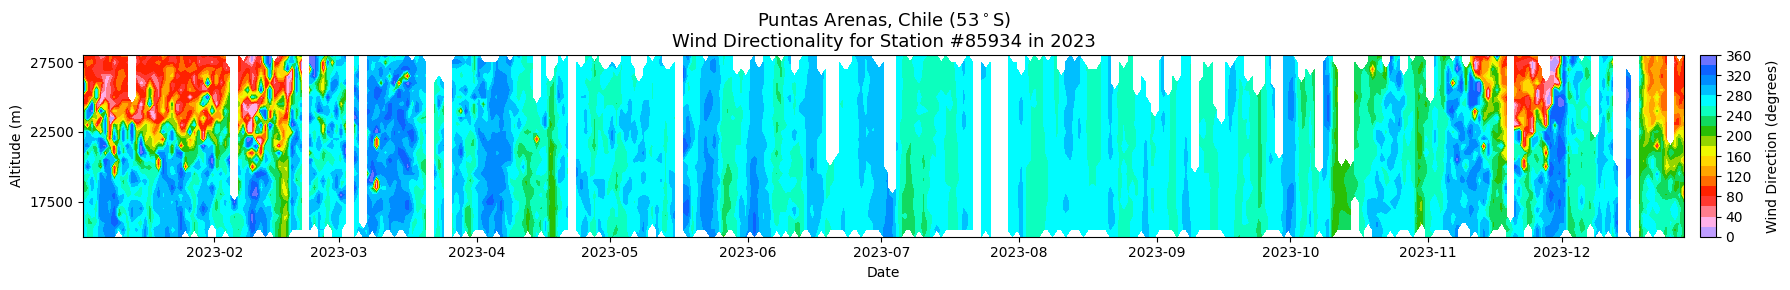 Puntas Arenas, Chile (53°S)
Wind Directionality for Station #85934 in 2023
Altitude (m)
27500
22500
17500
2023-02 2023-03 2023-04 2023-05 2023-06 2023-07 2023-08 2023-09 2023-10 2023-11 2023-12
Date
360
320
280
240
200
160
120
80
40
0
Wind Direction (degrees)